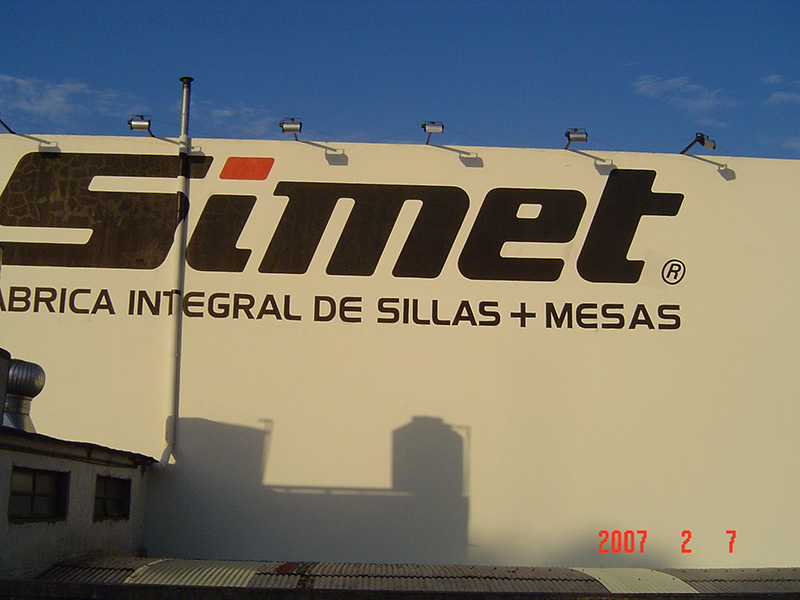 Simet®
ABRICA INTEGRAL DE SILLAS + MESAS
2007 2 7